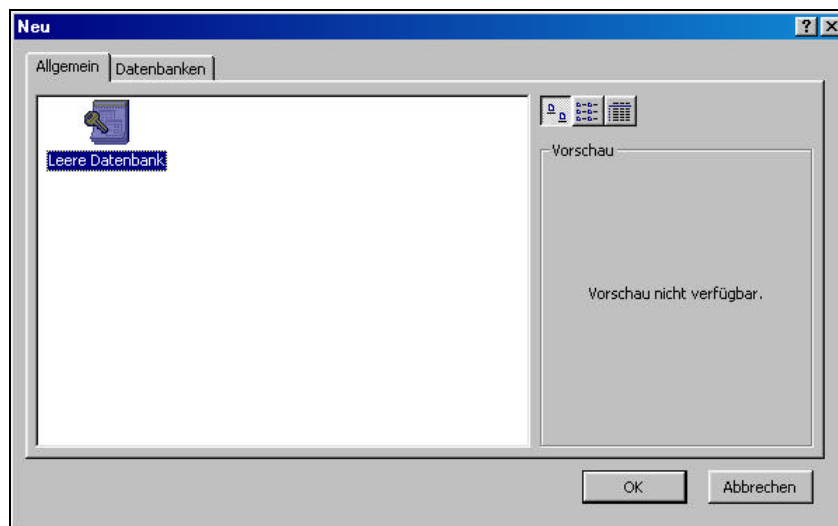 Neu
Allgemein
Datenbanken
Leere Datenbank
Vorschau
Vorschau nicht verfügbar.
OK
Abbrechen